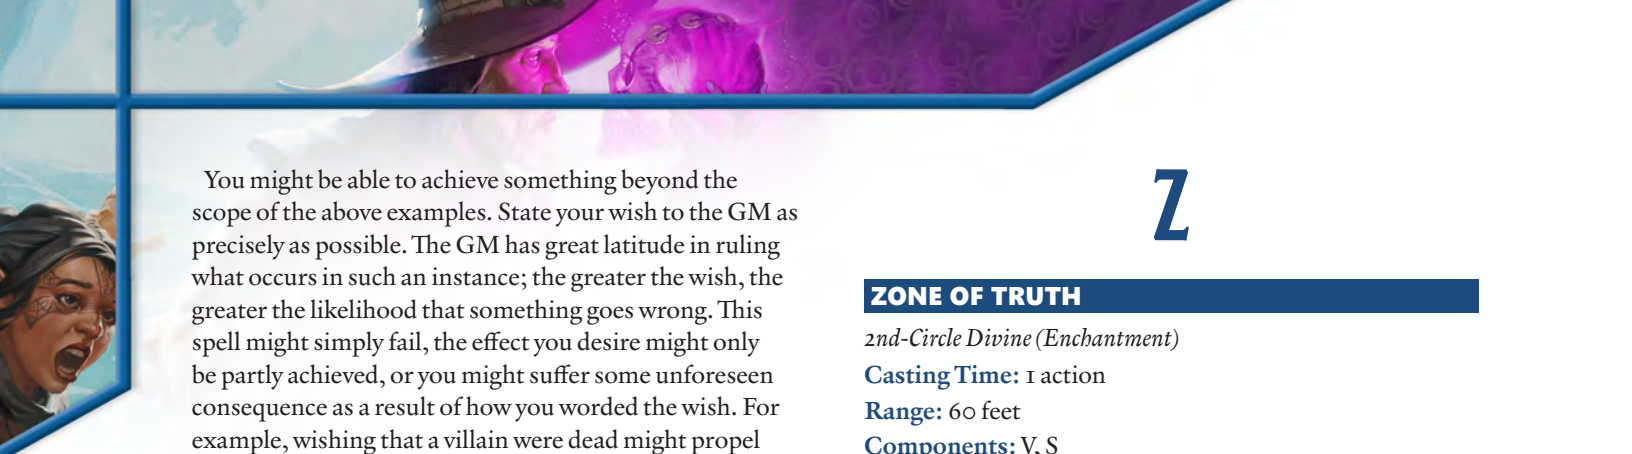 You might be able to achieve something beyond the
scope of the above examples. State your wish to the GM as
precisely as possible. The GM has great latitude in ruling
what occurs in such an instance; the greater the wish, the
greater the likelihood that something goes wrong. This
spell might simply fail, the effect you desire might only
be partly achieved, or you might suffer some unforeseen
consequence as a result of how you worded the wish. For
example, wishing that a villain were dead might propel
Z
ZONE OF TRUTH
2nd-Circle Divine (Enchantment)
Casting Time: 1 action
Range: 60 feet
Components: V, S